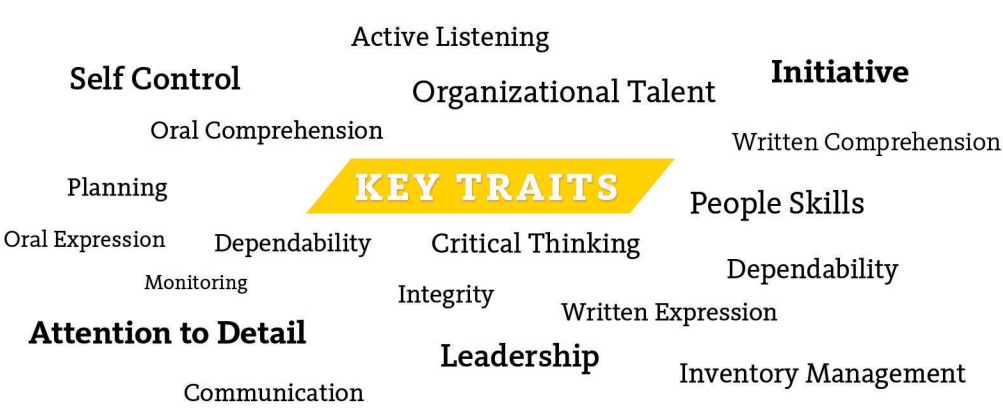 Active Listening
Self Control
Initiative
Organizational Talent
Oral Comprehension
Written Comprehension
KEY TRAITS
Planning
People Skills
Oral Expression
Dependability
Critical Thinking
Dependability
Monitoring
Integrity
Written Expression
Attention to Detail
Leadership
Inventory Management
Communication